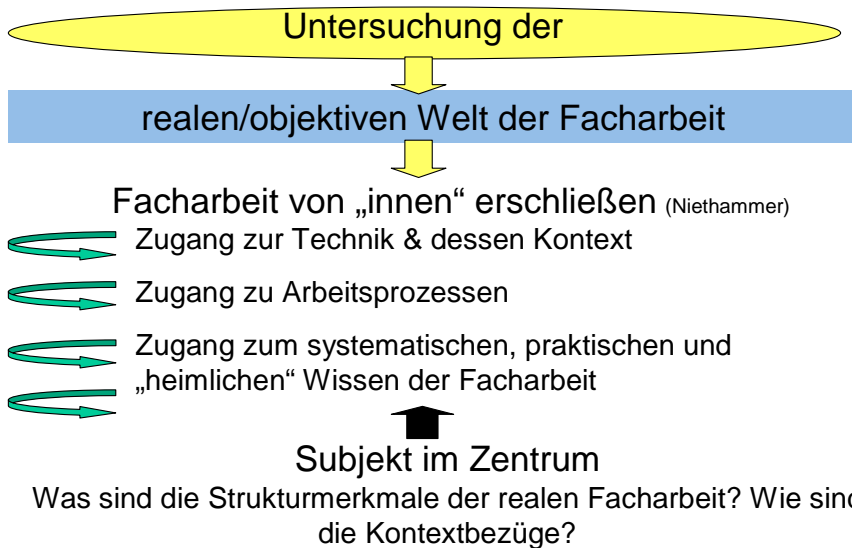 Untersuchung der
realen/objektiven Welt der Facharbeit
Facharbeit von „innen“ erschließen (Niethammer)
Zugang zur Technik & dessen Kontext
Zugang zu Arbeitsprozessen
Zugang zum systematischen, praktischen und
„heimlichen“ Wissen der Facharbeit
Subjekt im Zentrum
Was sind die Strukturmerkmale der realen Facharbeit? Wie sind
die Kontextbezüge?